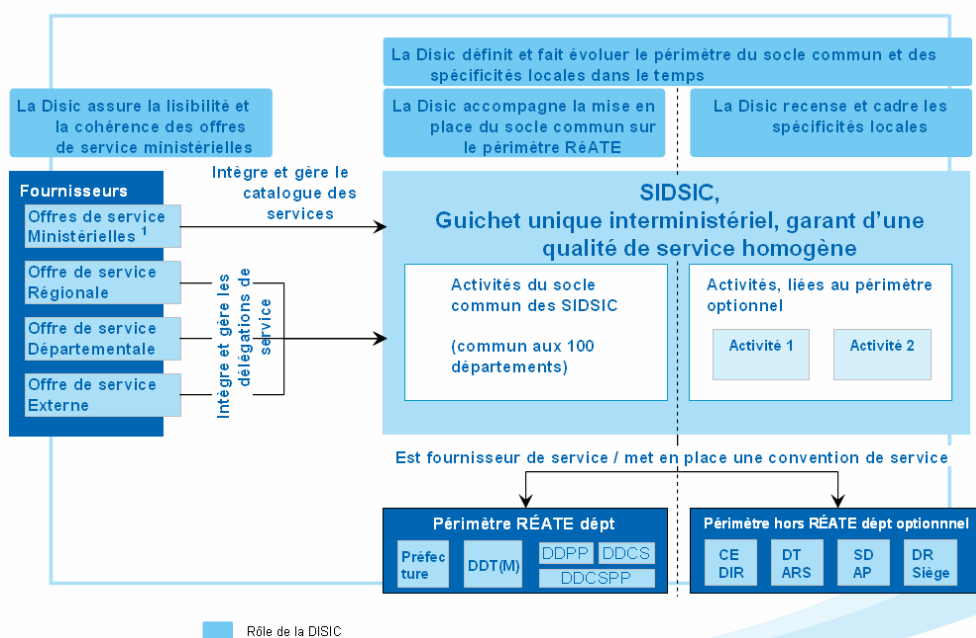 La Disic définit et fait évoluer le périmètre du socle commun et des
spécificités locales dans le temps
La Disic assure la lisibilité et
la cohérence des offres
de service ministérielles
La Disic accompagne la mise en
place du socle commun sur
le périmètre RéATE
La Disic recense et cadre les
spécificités locales
Fournisseurs
Offres de service
Ministérielles 1
Offre de service
Régionale
Offre de service
Départementale
Offre de service
Externe
Intègre et gère le
catalogue des
services
Intègre et gère les
délégations de
service
SIDSIC,
Guichet unique interministériel, garant d'une
qualité de service homogène
Activités du socle
commun des SIDSIC
(commun aux 100
départements)
Activités, liées au périmètre
optionnel
Activité 1
Activité 2
Est fournisseur de service / met en place une convention de service
Périmètre RÉATE dépt
Préfec
ture
DDT(M)
DDPP
DDCS
DDCSPP
Périmètre hors RÉATE dépt optionnnel
CE
DIR
DT
ARS
SD
AP
DR
Siège
Rôle de la DISIC